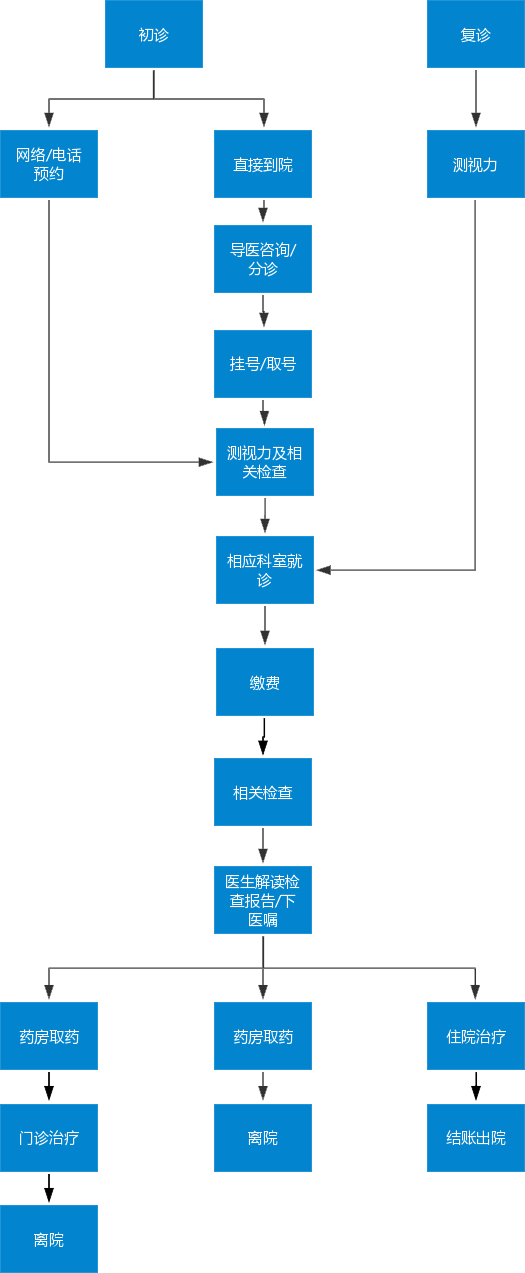 初诊
复诊
网络/电话
预约
直接到院
测视力
导医咨询/
分诊
挂号/取号
测视力及相
关检查
相应科室就
诊
缴费
相关检查
医生解读检
查报告/下
医嘱
药房取药
药房取药
住院治疗
门诊治疗
离院
结账出院
离院